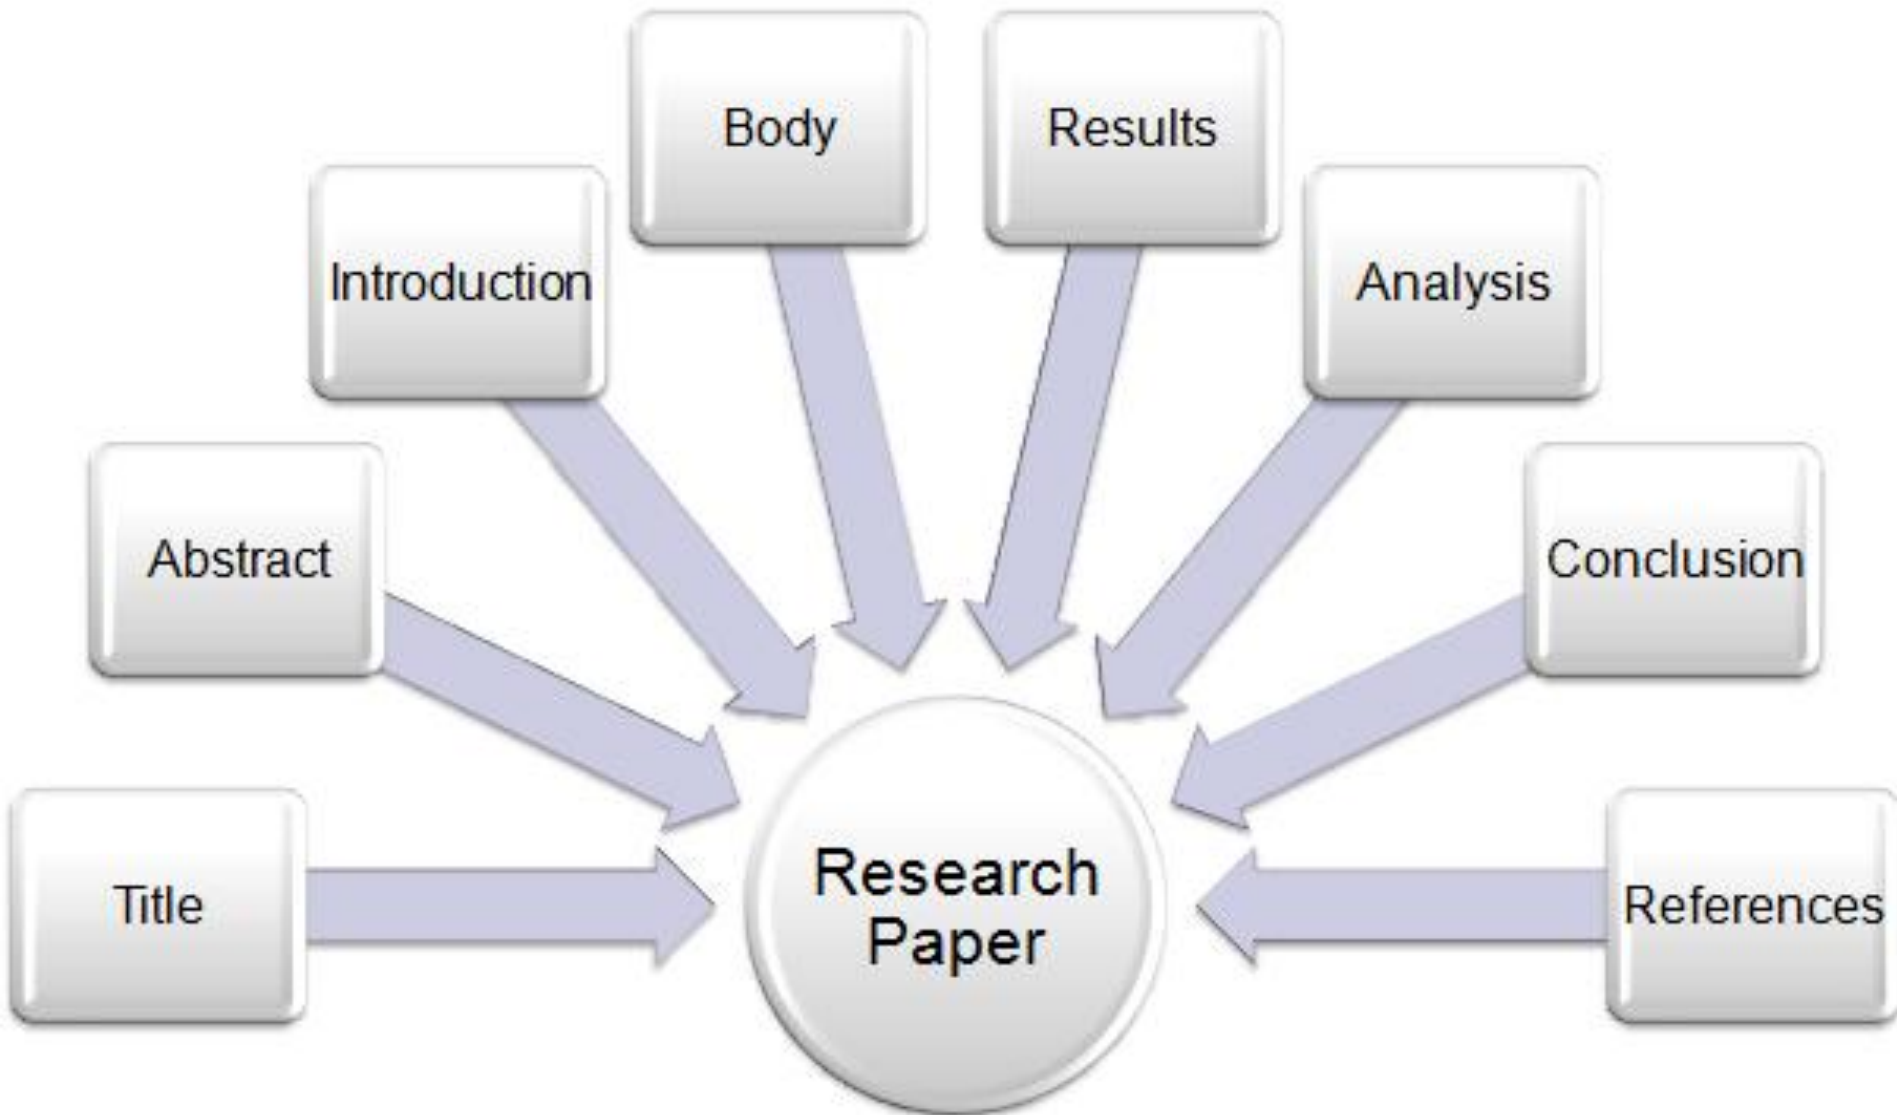 Title
Abstract
Introduction
Body
Results
Analysis
Conclusion
References
Research
Paper